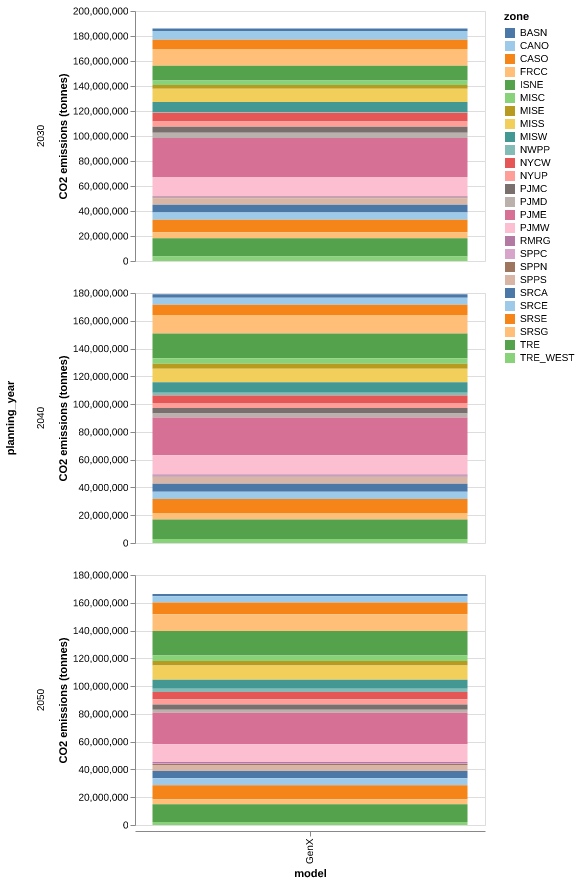 zone
BASN
CANO
CASO
FRCC
ISNE
MISC
MISE
MISS
MISW
NWPP
NYCW
NYUP
PJMC
PJMD
PJME
PJMW
RMRG
SPPC
SPPN
SPPS
SRCA
SRCE
SRSE
SRSG
TRE
TRE_WEST
planning_year
2030
CO2 emissions (tonnes)
200,000,000
180,000,000
160,000,000
140,000,000
120,000,000
100,000,000
80,000,000
60,000,000
40,000,000
20,000,000
0
2040
CO2 emissions (tonnes)
180,000,000
160,000,000
140,000,000
120,000,000
100,000,000
80,000,000
60,000,000
40,000,000
20,000,000
0
2050
CO2 emissions (tonnes)
180,000,000
160,000,000
140,000,000
120,000,000
100,000,000
80,000,000
60,000,000
40,000,000
20,000,000
0
GenX
model